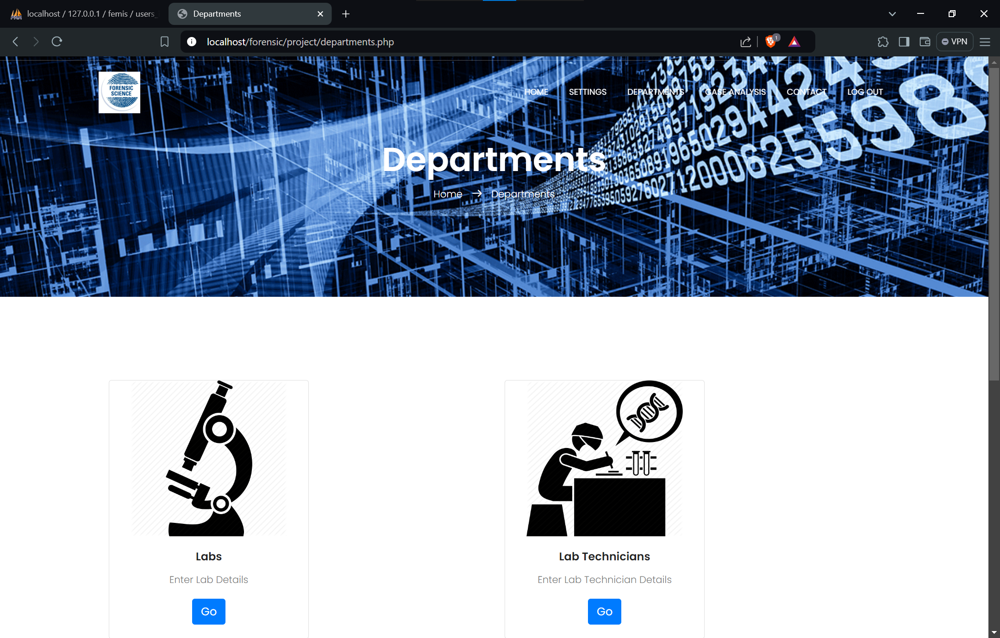 localhost / 127.0.0.1 / femis / users_
Departments
localhost/forensic/project/departments.php
1
VPN
FORENSIC
SCIENCE
HOME
SETTINGS
DEPARTMENTS
CASE ANALYSIS
CONTACT
LOG OUT
Departments
Home → Departments
Labs
Enter Lab Details
Go
Lab Technicians
Enter Lab Technician Details
Go